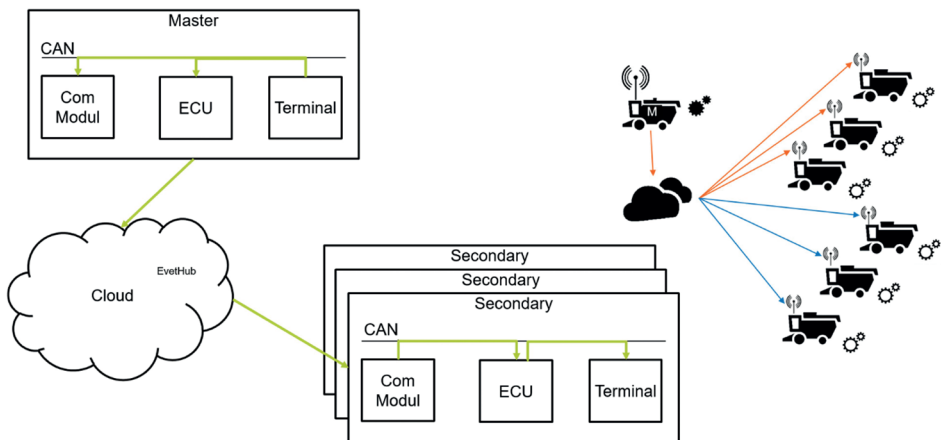 Master
CAN
Com
Modul
ECU
Terminal
M
EvetHub
Cloud
Secondary
Secondary
Secondary
CAN
Com
Modul
ECU
Terminal